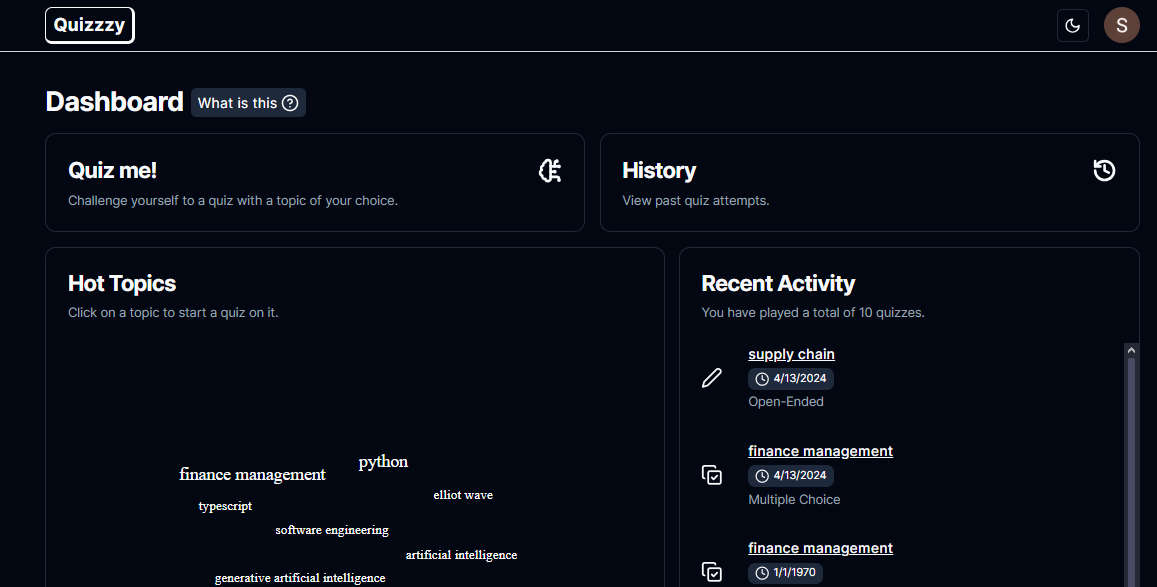 Quizzzy
S
Dashboard What is this
Quiz me!
Challenge yourself to a quiz with a topic of your choice.
History
View past quiz attempts.
Hot Topics
Click on a topic to start a quiz on it.
python
finance management
elliot wave
typescript
software engineering
artificial intelligence
generative artificial intelligence
Recent Activity
You have played a total of 10 quizzes.
supply chain
4/13/2024
Open-Ended
finance management
4/13/2024
Multiple Choice
finance management
1/1/1970